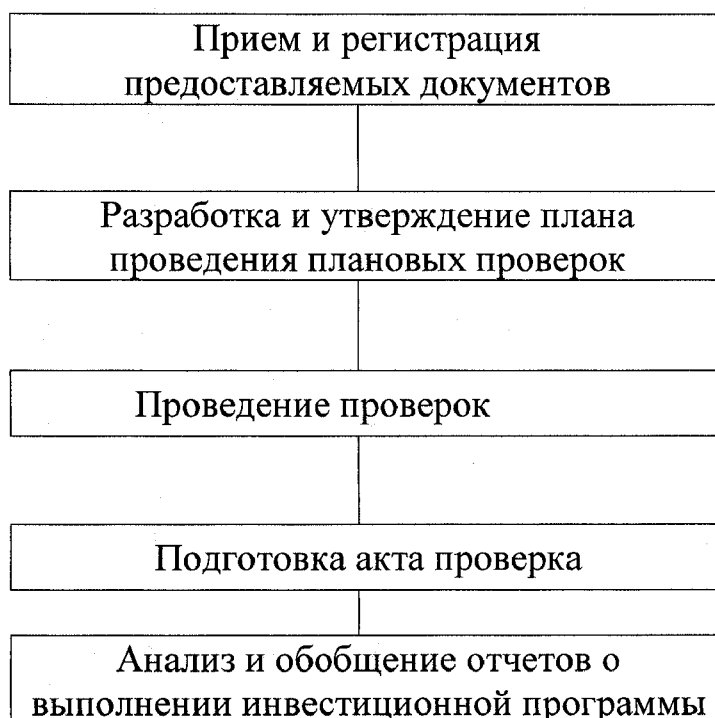 Прием и регистрация
предоставляемых документов
Разработка и утверждение плана
проведения плановых проверок
Проведение проверок
Подготовка акта проверка
Анализ и обобщение отчетов о
выполнении инвестиционной программы